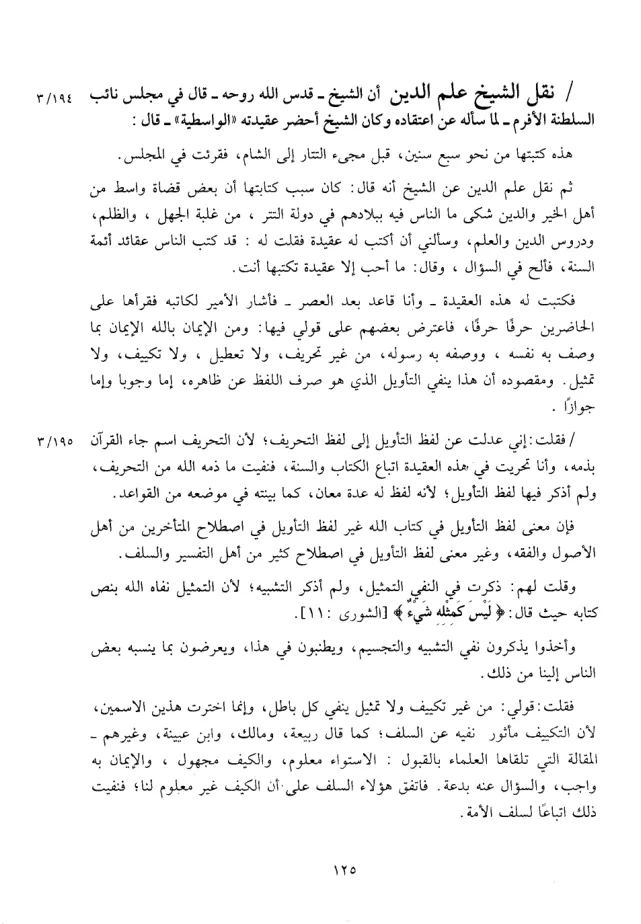 / نقل الشيخ علم الدين أن الشيخ ـ قدس الله روحه ـ قال في مجلس نائب ٣/١٩٤
السلطنة الأفرم ـ لما سأله عن اعتقاده وكان الشيخ أحضر عقيدته «الواسطية» ـ قال :
هذه كتبتها من نحو سبع سنين، قبل مجىء التتار إلى الشام، فقرئت في المجلس.
ثم نقل علم الدين عن الشيخ أنه قال: كان سبب كتابتها أن بعض قضاة واسط من
أهل الخير والدين شكى ما الناس فيه ببلادهم في دولة التتر ، من غلبة الجهل ، والظلم،
ودروس الدين والعلم، وسألني أن أكتب له عقيدة فقلت له : قد كتب الناس عقائد أئمة
السنة، فألح في السؤال ، وقال: ما أحب إلا عقيدة تكتبها أنت.
فكتبت له هذه العقيدة ـ وأنا قاعد بعد العصر ـ فأشار الأمير لكاتبه فقرأها على
الحاضرين حرفًا حرفًا، فاعترض بعضهم على قولي فيها: ومن الإيمان بالله الإيمان بما
وصف به نفسه ، ووصفه به رسوله، من غير تحريف، ولا تعطيل ، ولا تكييف، ولا
تمثيل. ومقصوده أن هذا ينفي التأويل الذي هو صرف اللفظ عن ظاهره، إما وجوبا وإما
جوازًا .
/ فقلت: إني عدلت عن لفظ التأويل إلى لفظ التحريف؛ لأن التحريف اسم جاء القرآن ٣/١٩٥
بذمه، وأنا تحريت في هذه العقيدة اتباع الكتاب والسنة، فنفيت ما ذمه الله من التحريف،
ولم أذكر فيها لفظ التأويل؛ لأنه لفظ له عدة معان، كما بينته في موضعه من القواعد.
فإن معنى لفظ التأويل في كتاب الله غير لفظ التأويل في اصطلاح المتأخرين من أهل
الأصول والفقه، وغير معنى لفظ التأويل في اصطلاح كثير من أهل التفسير والسلف.
وقلت لهم: ذكرت في النفي التمثيل، ولم أذكر التشبيه؛ لأن التمثيل نفاه الله بنص
كتابه حيث قال: ﴿ لَيْسَ كَمِثْلِهِ شَيْءٌ ﴾ [الشورى :١١].
وأخذوا يذكرون نفي التشبيه والتجسيم، ويطنبون في هذا، ويعرضون بما ينسبه بعض
الناس إلينا من ذلك.
فقلت: قولي: من غير تكييف ولا تمثيل ينفي كل باطل، وإنما اخترت هذين الاسمين،
لأن التكييف مأثور نفيه عن السلف؛ كما قال ربيعة، ومالك، وابن عيينة، وغيرهم ـ
المقالة التي تلقاها العلماء بالقبول : الاستواء معلوم، والكيف مجهول ، والإيمان به
واجب، والسؤال عنه بدعة. فاتفق هؤلاء السلف على أن الكيف غير معلوم لنا؛ فنفيت
ذلك اتباعًا لسلف الأمة.
١٢٥